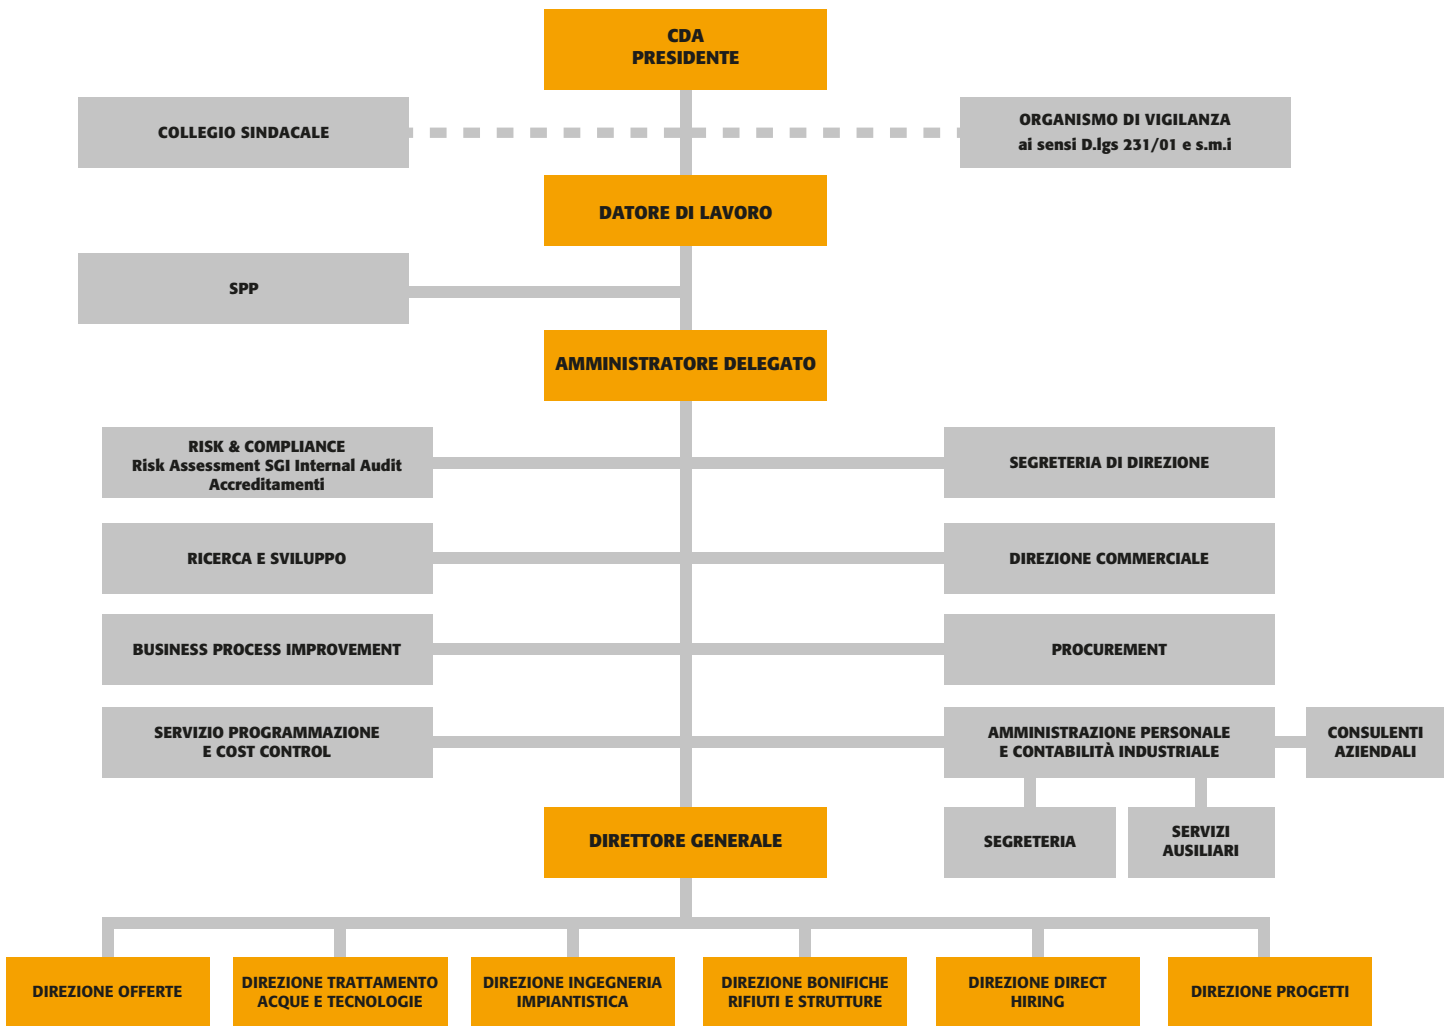 CDA
PRESIDENTE
COLLEGIO SINDACALE
ORGANISMO DI VIGILANZA
ai sensi D.lgs 231/01 e s.m.i
DATORE DI LAVORO
SPP
AMMINISTRATORE DELEGATO
RISK & COMPLIANCE
Risk Assessment SGI Internal Audit
Accreditamenti
SEGRETERIA DI DIREZIONE
RICERCA E SVILUPPO
DIREZIONE COMMERCIALE
BUSINESS PROCESS IMPROVEMENT
PROCUREMENT
SERVIZIO PROGRAMMAZIONE
E COST CONTROL
AMMINISTRAZIONE PERSONALE
E CONTABILITÀ INDUSTRIALE
CONSULENTI
AZIENDALI
DIRETTORE GENERALE
SEGRETERIA
SERVIZI
AUSILIARI
DIREZIONE OFFERTE
DIREZIONE TRATTAMENTO
ACQUE E TECNOLOGIE
DIREZIONE INGEGNERIA
IMPIANTISTICA
DIREZIONE BONIFICHE
RIFIUTI E STRUTTURE
DIREZIONE DIRECT
HIRING
DIREZIONE PROGETTI